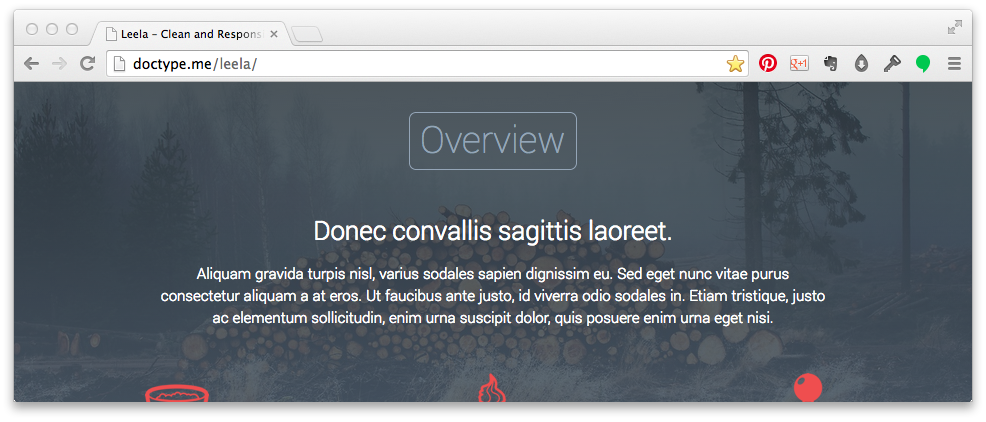 Leela – Clean and Respons
doctype.me/leela/
g+1
Overview
Donec convallis sagittis laoreet.
Aliquam gravida turpis nisl, varius sodales sapien dignissim eu. Sed eget nunc vitae purus
consectetur aliquam a at eros. Ut faucibus ante justo, id viverra odio sodales in. Etiam tristique, justo
ac elementum sollicitudin, enim urna suscipit dolor, quis posuere enim urna eget nisi.